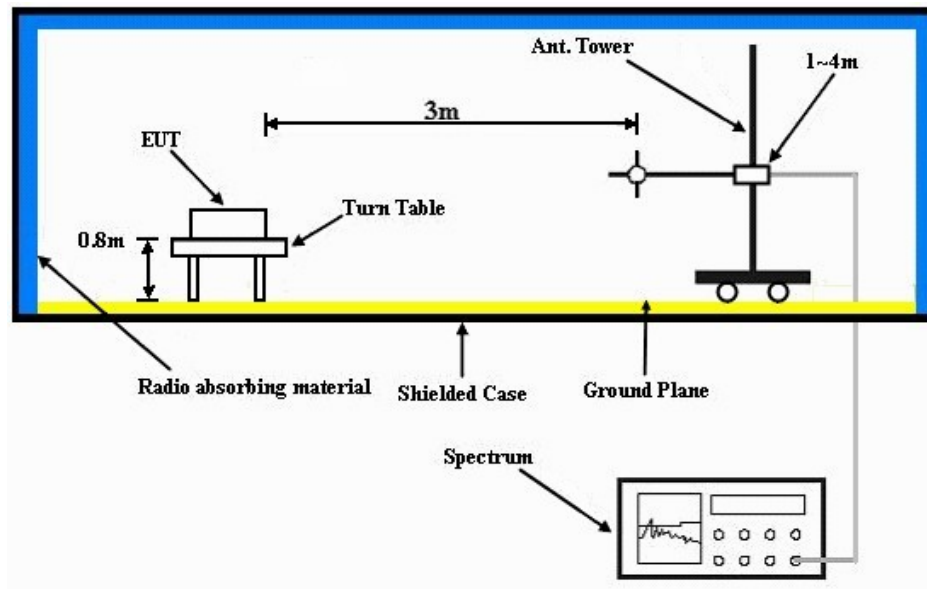 Ant. Tower
1~4m
3m
EUT
Turn Table
0.8m
Radio absorbing material
Shielded Case
Ground Plane
Spectrum